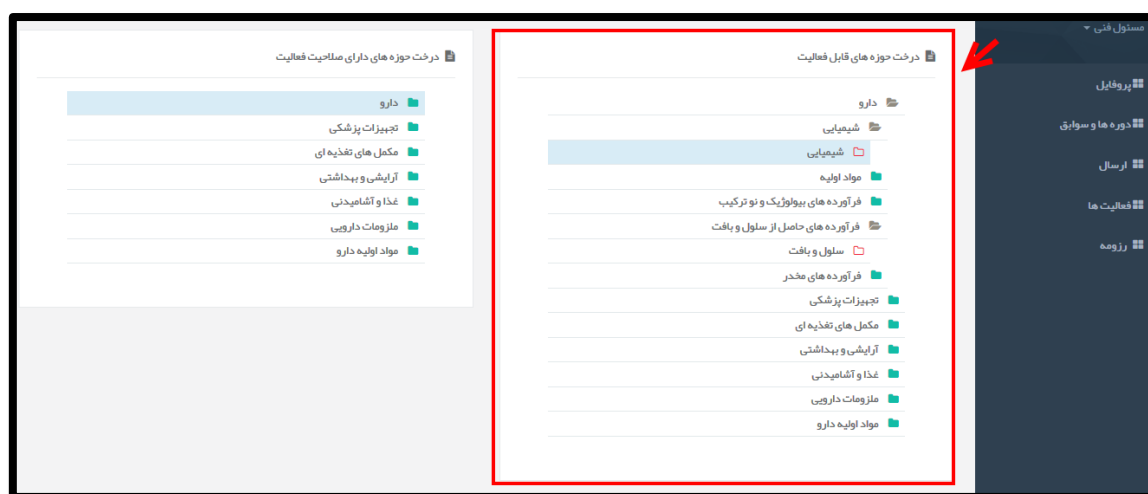 مسئول فنی
پروفایل
دوره ها و سوابق
ارسال
فعالیت ها
رزومه
درخت حوزه های قابل فعالیت
دارو
شیمیایی
شیمیایی
مواد اولیه
فرآورده های بیولوژیک و نو ترکیب
فرآورده های حاصل از سلول و بافت
سلول و بافت
فرآورده های مخدر
تجهیزات پزشکی
مکمل های تغذیه ای
آرایشی و بهداشتی
غذا و آشامیدنی
ملزومات دارویی
مواد اولیه دارو
درخت حوزه های دارای صلاحیت فعالیت
دارو
تجهیزات پزشکی
مکمل های تغذیه ای
آرایشی و بهداشتی
غذا و آشامیدنی
ملزومات دارویی
مواد اولیه دارو